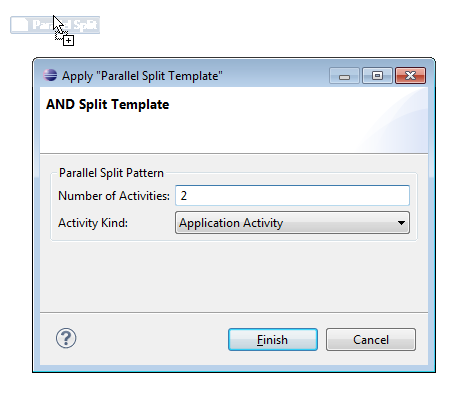 Parallel Split
Apply "Parallel Split Template"
AND Split Template
Parallel Split Pattern
Number of Activities: 2
Activity Kind: Application Activity
? Finish Cancel